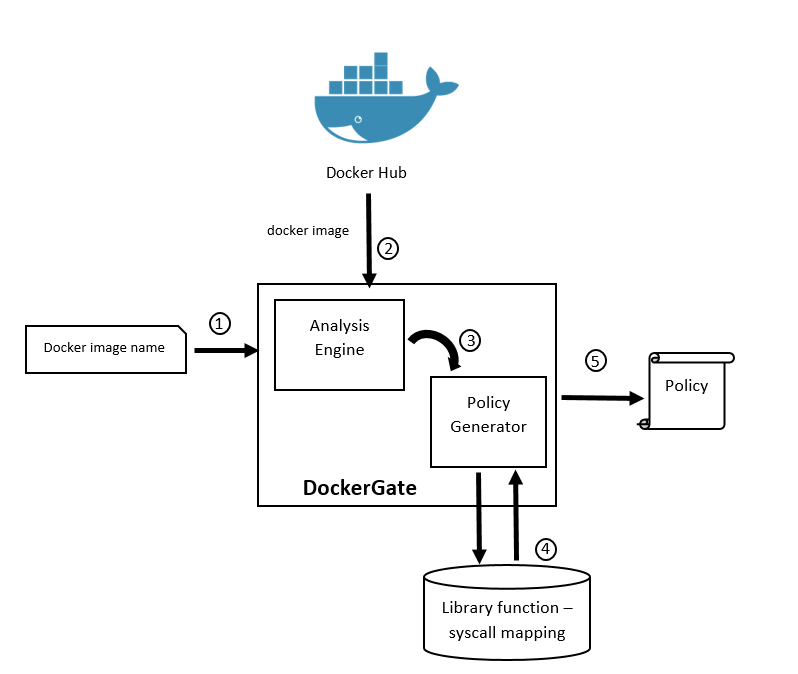 Docker Hub
docker image
2
1
Docker image name
Analysis
Engine
3
Policy
Generator
5
Policy
DockerGate
4
Library function –
syscall mapping